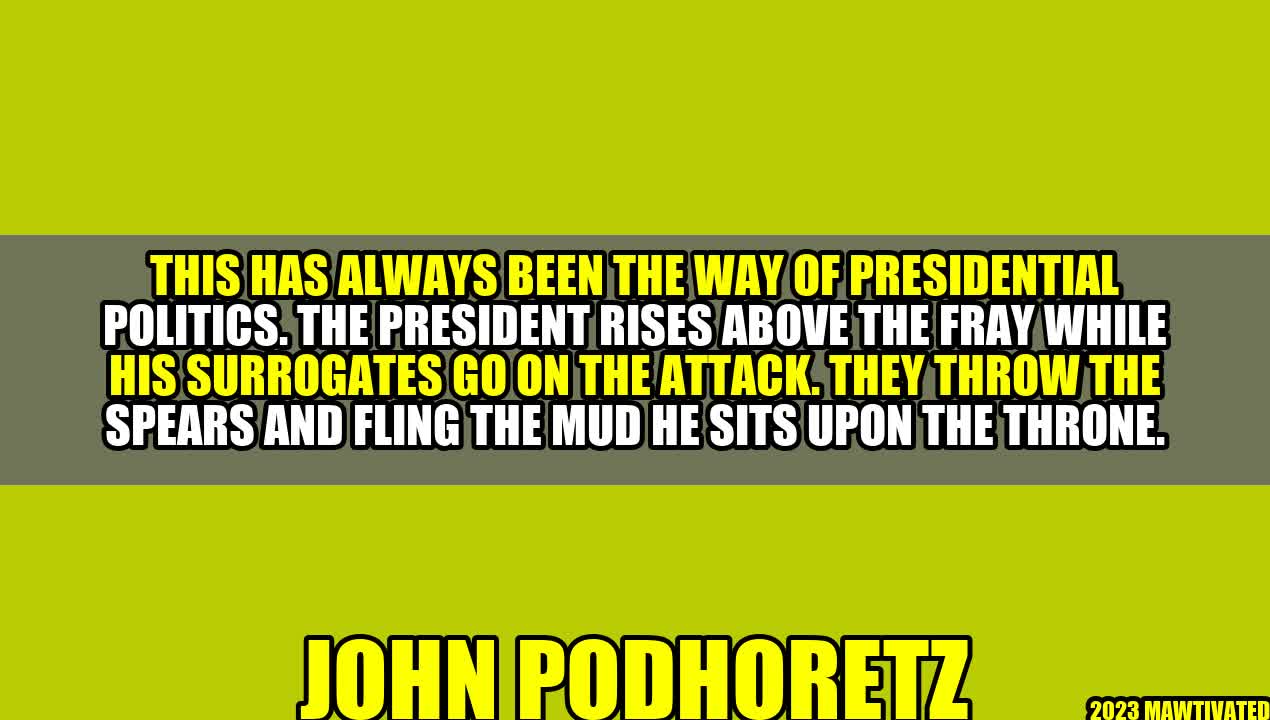 THIS HAS ALWAYS BEEN THE WAY OF PRESIDENTIAL
POLITICS. THE PRESIDENT RISES ABOVE THE FRAY WHILE
HIS SURROGATES GO ON THE ATTACK. THEY THROW THE
SPEARS AND FLING THE MUD HE SITS UPON THE THRONE.
JOHN PODHORETZ
2023 MAWTIVATED